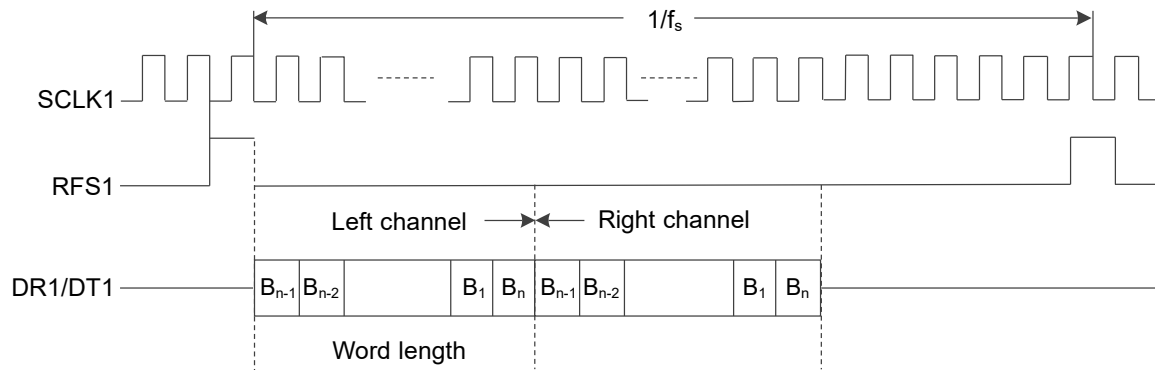 1/fₛ
SCLK1
RFS1
Left channel Right channel
DR1/DT1 Bₙ₋₁ Bₙ₋₂ B₁ Bₙ Bₙ₋₁ Bₙ₋₂ B₁ Bₙ
Word length